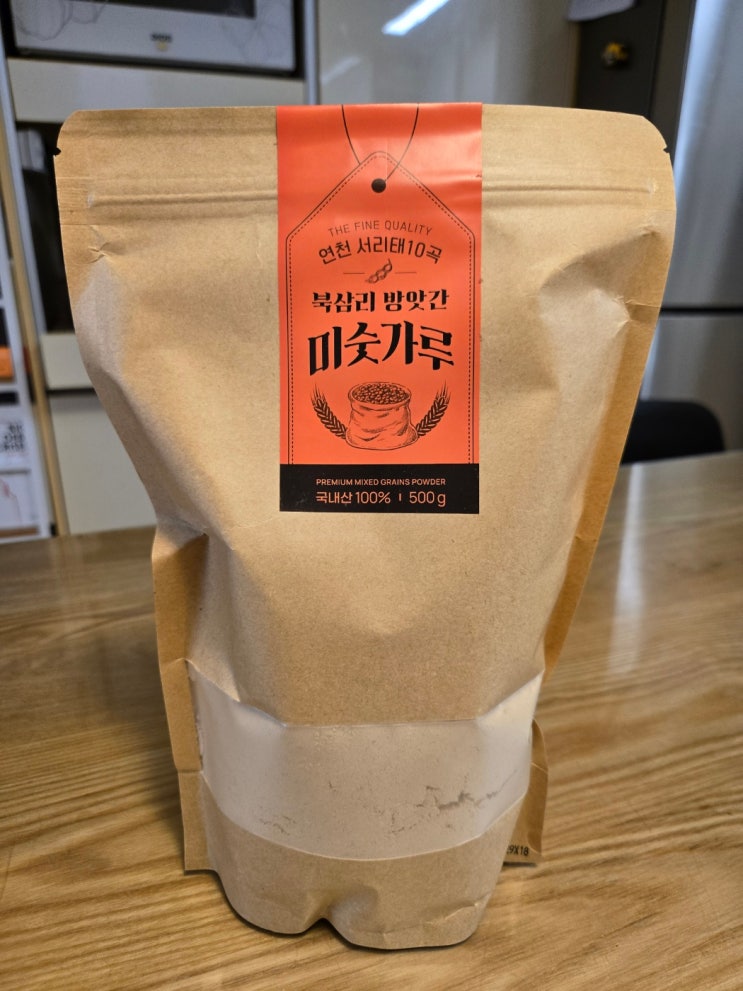 THE FINE QUALITY
연천 서리태10곡
북삼리 방앗간
미숫가루
PREMIUM MIXED GRAINS POWDER
국내산 100% I 500g